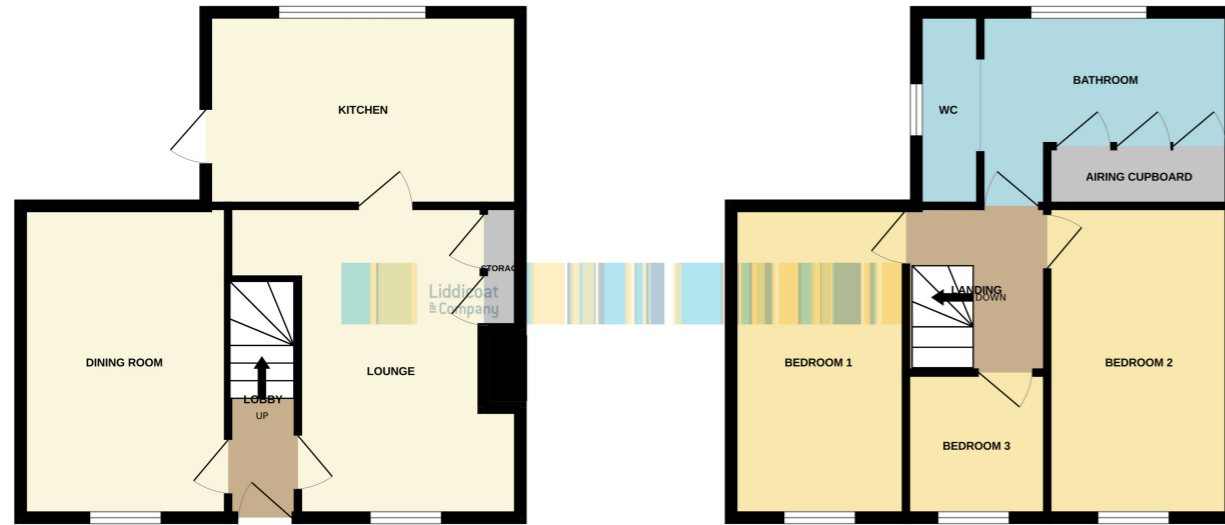 KITCHEN
STORAG
Liddicoat
& Company
DINING ROOM
LOUNGE
LOBBY
UP
WC
BATHROOM
AIRING CUPBOARD
LANDING
DOWN
BEDROOM 1
BEDROOM 2
BEDROOM 3